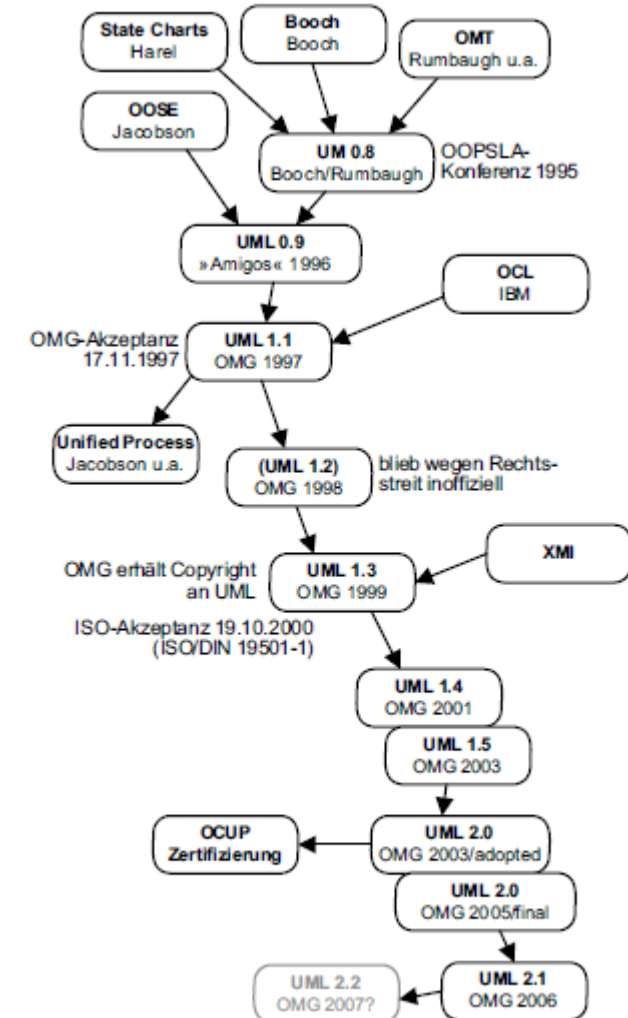 State Charts
Harel
Booch
Booch
OMT
Rumbaugh u.a.
OOSE
Jacobson
UM 0.8
Booch/Rumbaugh
OOPSLA-
Konferenz 1995
UML 0.9
»Amigos« 1996
OCL
IBM
OMG-Akzeptanz
17.11.1997
UML 1.1
OMG 1997
Unified Process
Jacobson u.a.
(UML 1.2)
OMG 1998
blieb wegen Rechts-
streit inoffiziell
XMI
OMG erhält Copyright
an UML
UML 1.3
OMG 1999
ISO-Akzeptanz 19.10.2000
(ISO/DIN 19501-1)
UML 1.4
OMG 2001
UML 1.5
OMG 2003
OCUP
Zertifizierung
UML 2.0
OMG 2003/adopted
UML 2.0
OMG 2005/final
UML 2.2
OMG 2007?
UML 2.1
OMG 2006